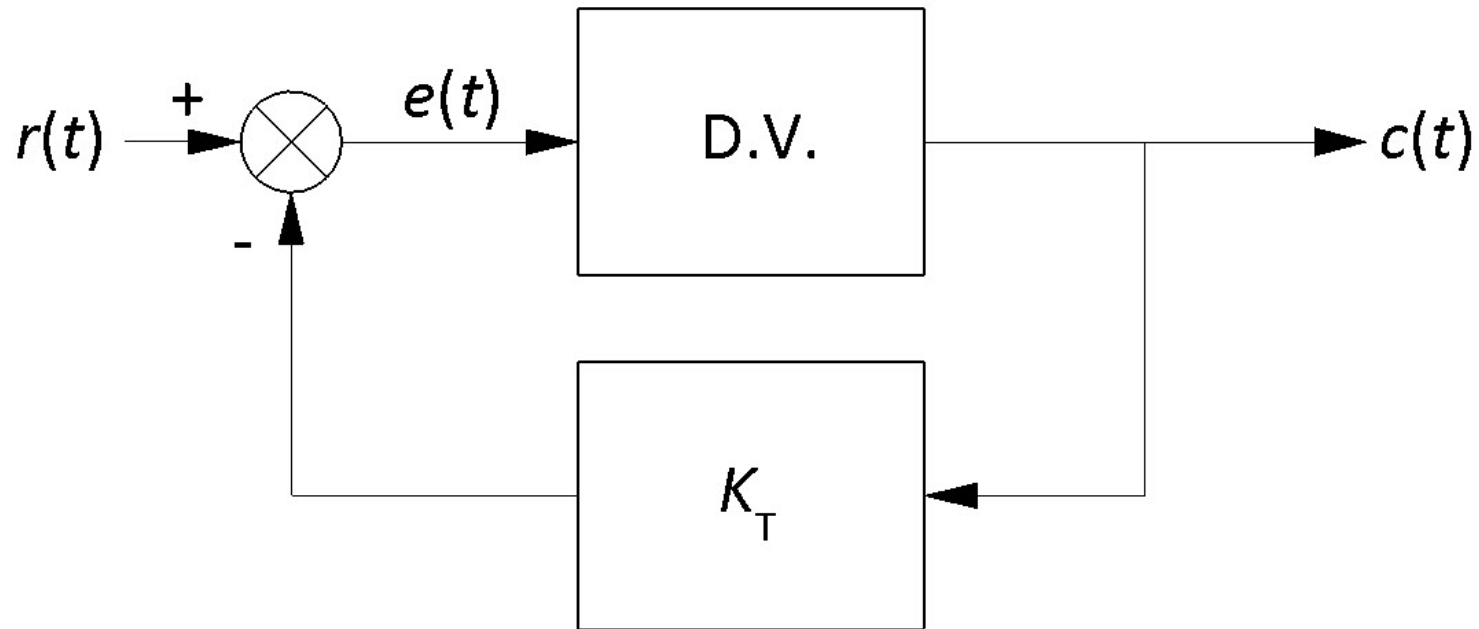 +
r(t)
e(t)
D.V.
c(t)
-
K_T